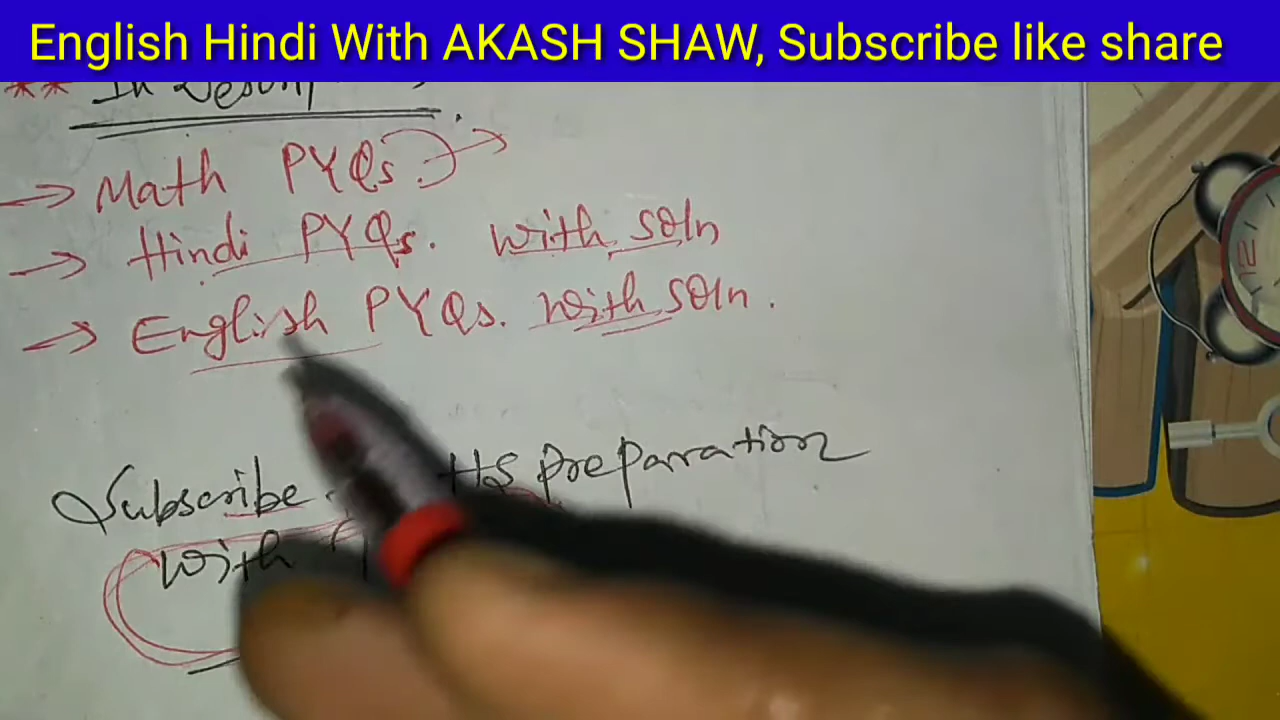 English Hindi With AKASH SHAW, Subscribe like share
** In
→ Math PYQs. →
→ Hindi PYQs. with soln
→ English PYQs. with soln.
Subscribe HS preparation
with